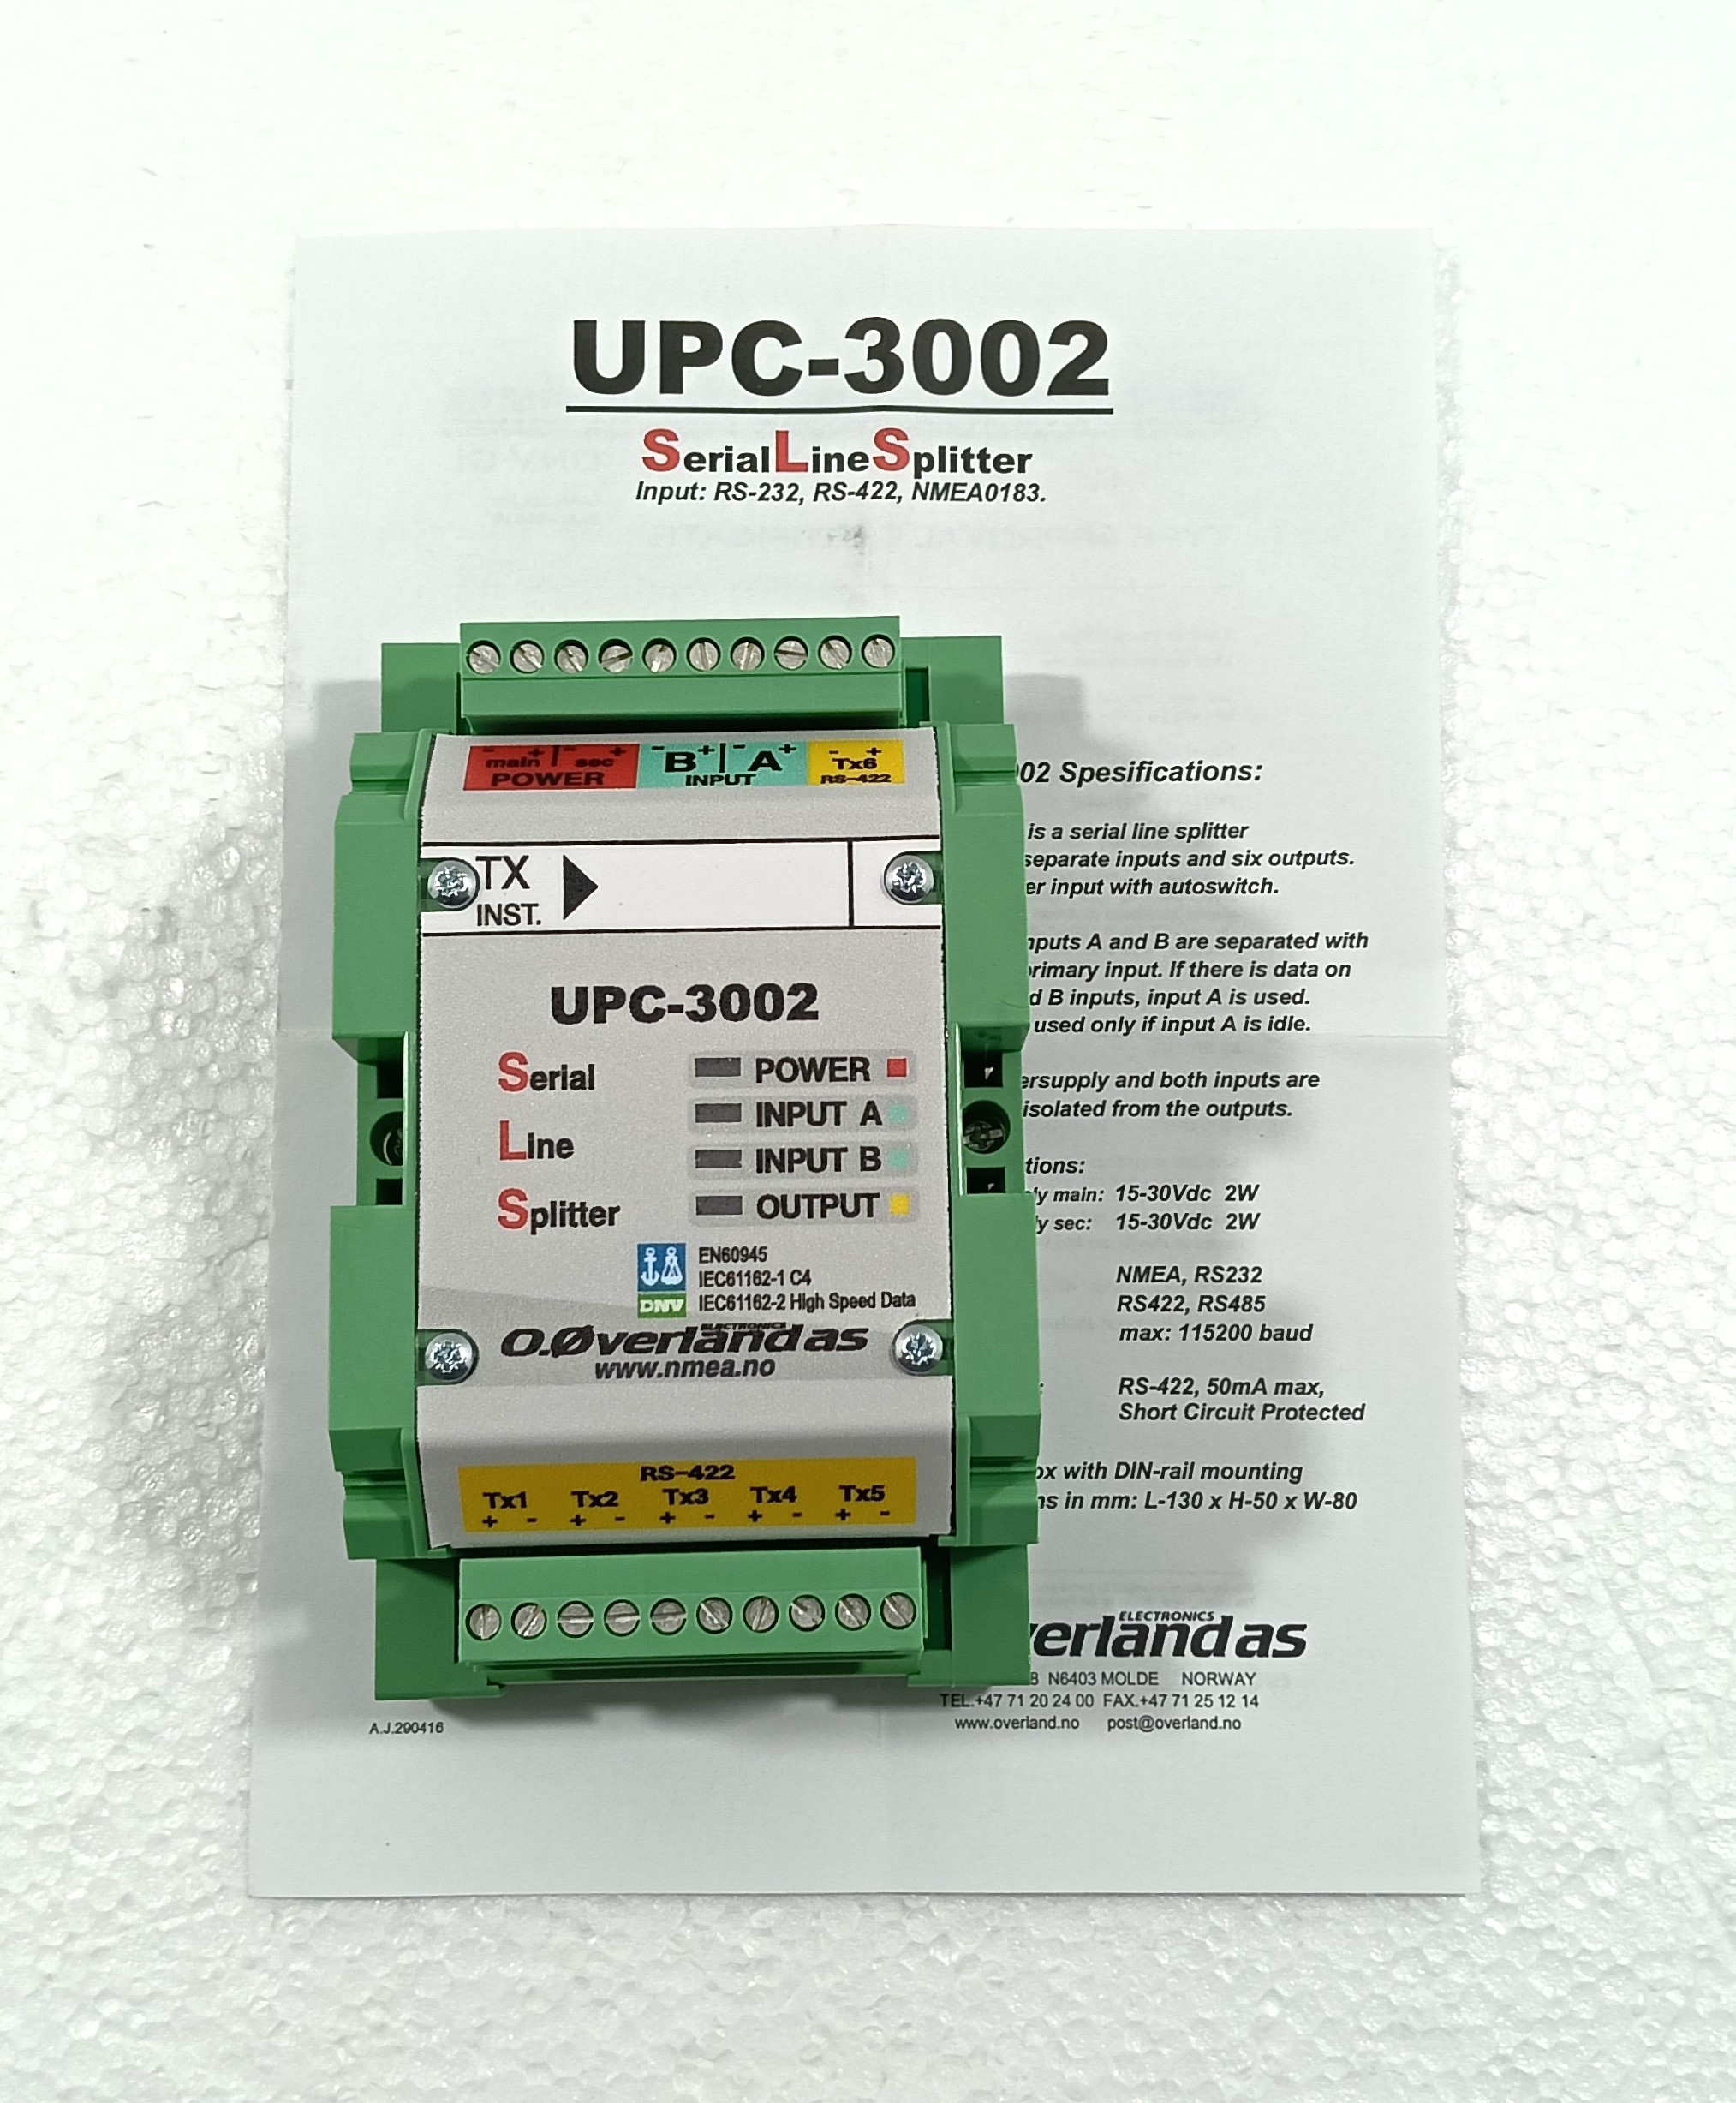 UPC-3002
SerialLineSplitter
Input: RS-232, RS-422, NMEA0183.
- + - +
main sec
POWER
- + - +
B A
INPUT
- +
Tx6
RS-422
TX
INST.
UPC-3002
Serial
Line
Splitter
POWER
INPUT A
INPUT B
OUTPUT
DNV
EN60945
IEC61162-1 C4
IEC61162-2 High Speed Data
ELECTRONICS
O.Øverland as
www.nmea.no
RS-422
Tx1 Tx2 Tx3 Tx4 Tx5
+ - + - + - + - + -
02 Spesifications:
is a serial line splitter
separate inputs and six outputs.
input with autoswitch.
A and B are separated with
input. If there is data on
B inputs, input A is used.
used only if input A is idle.
and both inputs are
isolated from the outputs.
main: 15-30Vdc 2W
sec: 15-30Vdc 2W
NMEA, RS232
RS422, RS485
max: 115200 baud
RS-422, 50mA max,
Short Circuit Protected
with DIN-rail mounting
in mm: L-130 x H-50 x W-80
ELECTRONICS
verland as
N6403 MOLDE NORWAY
TEL.+47 71 20 24 00 FAX.+47 71 25 12 14
www.overland.no post@overland.no
A.J.290416